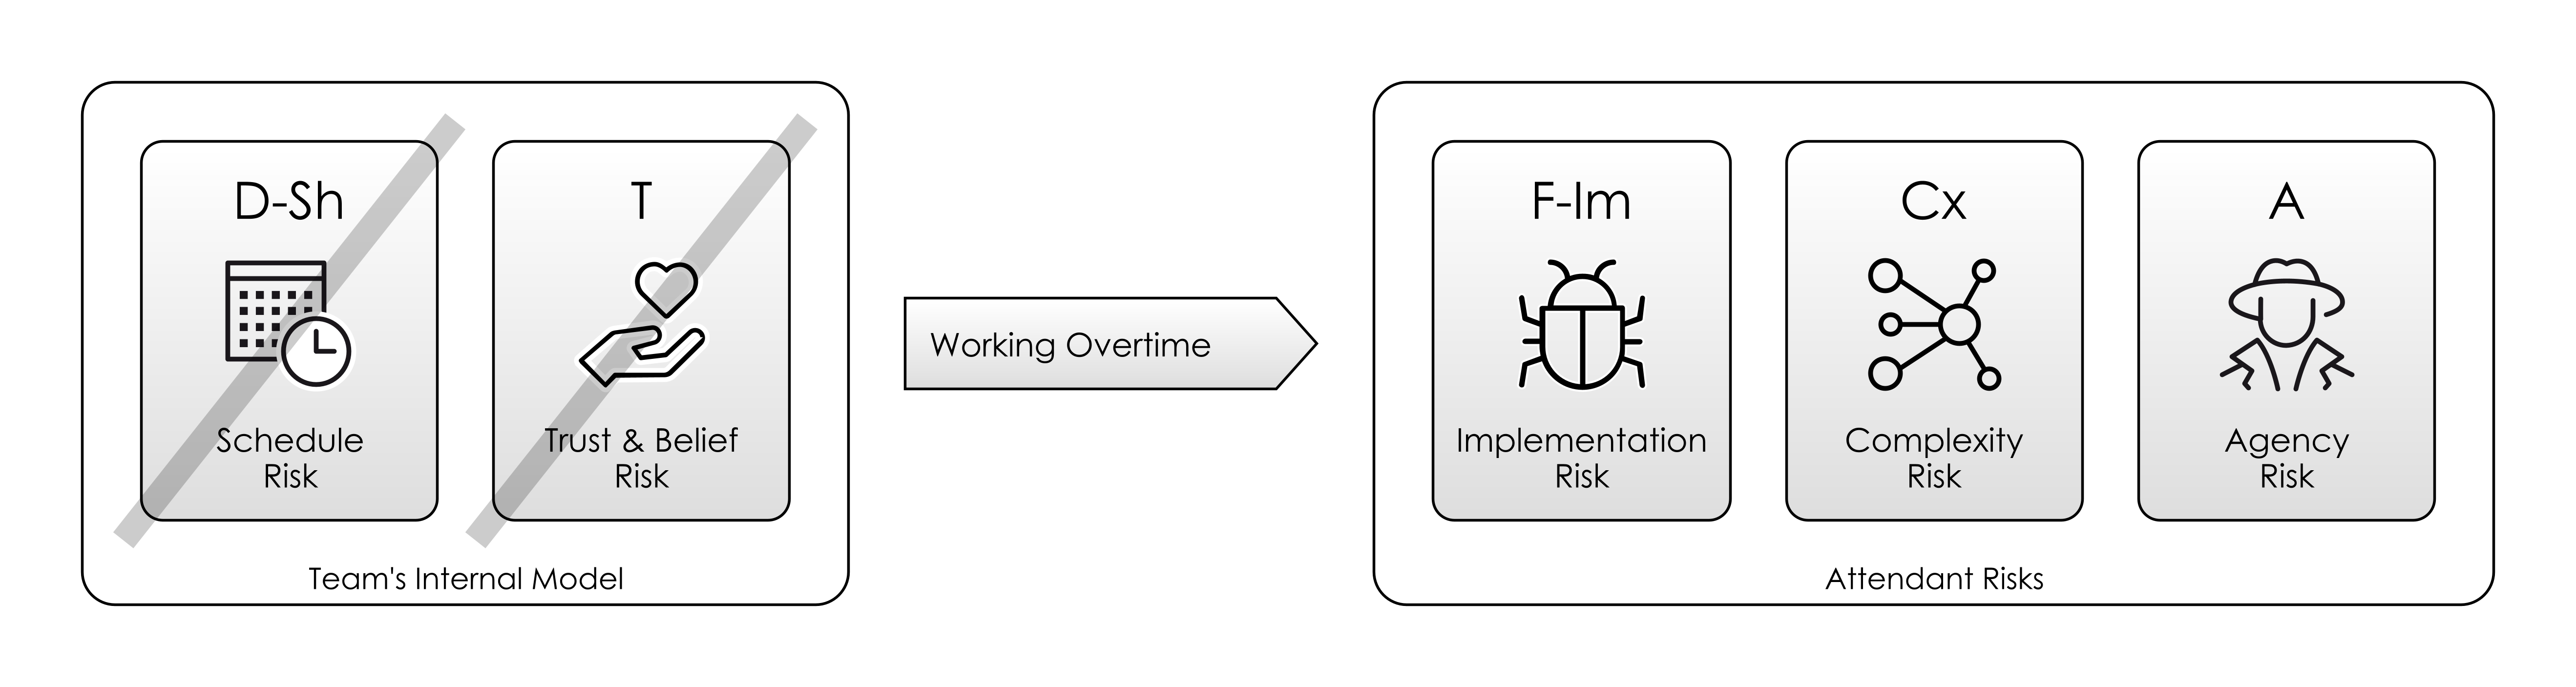 D-Sh
Schedule
Risk
T
Trust & Belief
Risk
Team's Internal Model
Working Overtime
F-Im
Implementation
Risk
Cx
Complexity
Risk
A
Agency
Risk
Attendant Risks